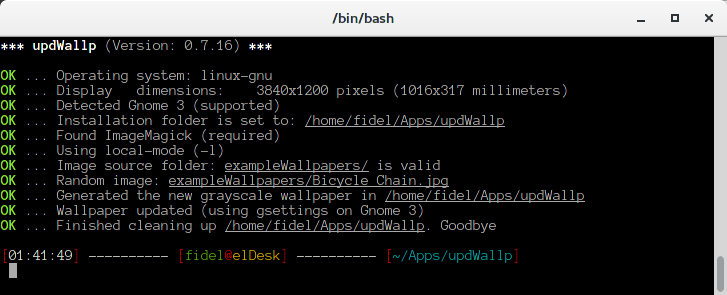 /bin/bash
*** updWallp (Version: 0.7.16) ***
OK ... Operating system: linux-gnu
OK ... Display   dimensions:    3840x1200 pixels (1016x317 millimeters)
OK ... Detected Gnome 3 (supported)
OK ... Installation folder is set to: /home/fidel/Apps/updWallp
OK ... Found ImageMagick (required)
OK ... Using local-mode (-l)
OK ... Image source folder: exampleWallpapers/ is valid
OK ... Random image: exampleWallpapers/Bicycle Chain.jpg
OK ... Generated the new grayscale wallpaper in /home/fidel/Apps/updWallp
OK ... Wallpaper updated (using gsettings on Gnome 3)
OK ... Finished cleaning up /home/fidel/Apps/updWallp. Goodbye
[01:41:49] ---------- [fidel@elDesk] ---------- [~/Apps/updWallp]